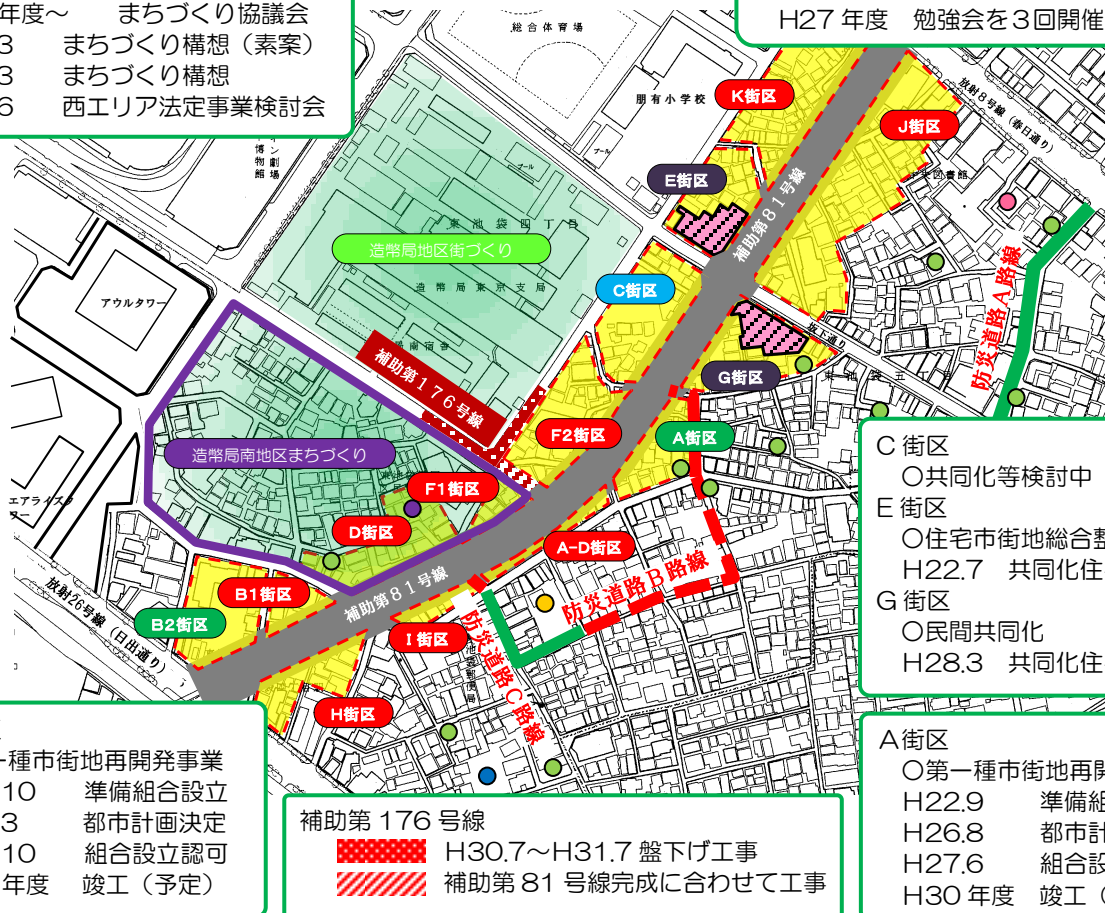 年度～　まちづくり協議会
3　まちづくり構想（素案）
3　まちづくり構想
6　西エリア法定事業検討会
H27年度　勉強会を3回開催
総合体育場
朋有小学校
プール
プール
K街区
J街区
放射8号線（春日通り）
中央図書館
E街区
補助第81号線
東池袋四丁目
造幣局地区街づくり
造幣局東京支局
C街区
アウルタワー
補助第176号線
坂下通り
G街区
防災道路A路線
造幣局南地区まちづくり
F2街区
A街区
F1街区
D街区
A-D街区
B1街区
補助第81号線
防災道路B路線
B2街区
I街区
放射26号線（日出通り）
H街区
防災道路C路線
C街区
○共同化等検討中
E街区
○住宅市街地総合整
H22.7　共同化住
G街区
○民間共同化
H28.3　共同化住
種市街地再開発事業
10　準備組合設立
3　都市計画決定
10　組合設立認可
年度　竣工（予定）
補助第176号線
H30.7～H31.7 盤下げ工事
補助第81号線完成に合わせて工事
A街区
○第一種市街地再開
H22.9　準備組
H26.8　都市計
H27.6　組合設
H30年度　竣工（